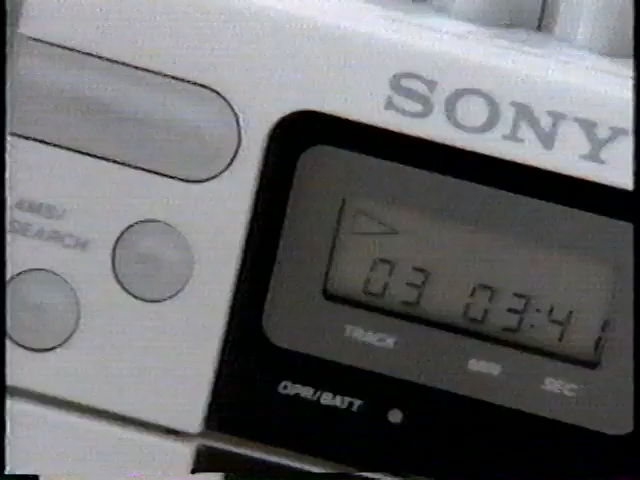 SONY
AMS/
SEARCH
03 03:41
TRACK MIN SEC
OPR/BATT